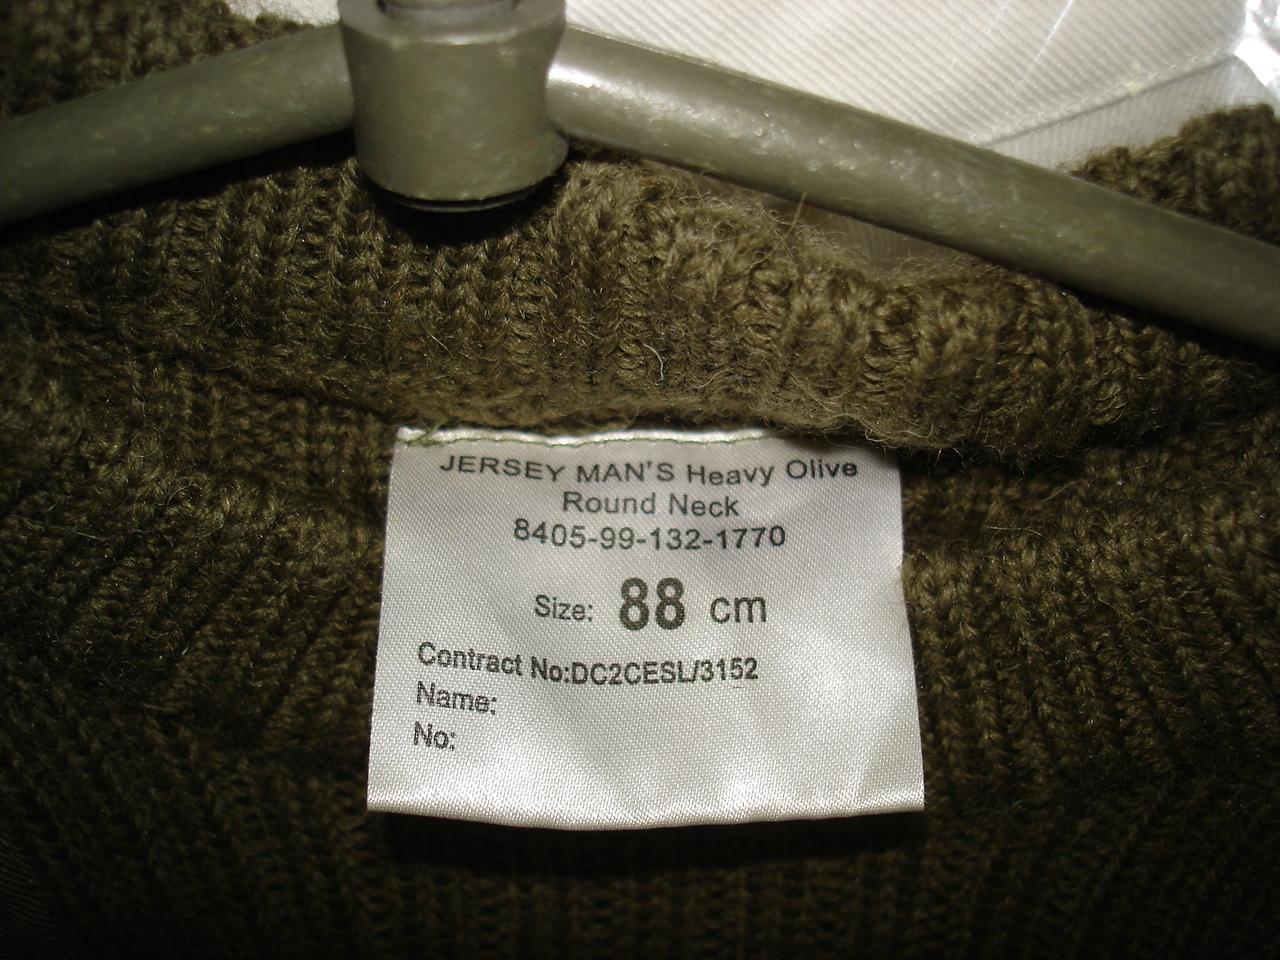 JERSEY MAN'S Heavy Olive
Round Neck
8405-99-132-1770
Size: 88 cm
Contract No:DC2CESL/3152
Name:
No: